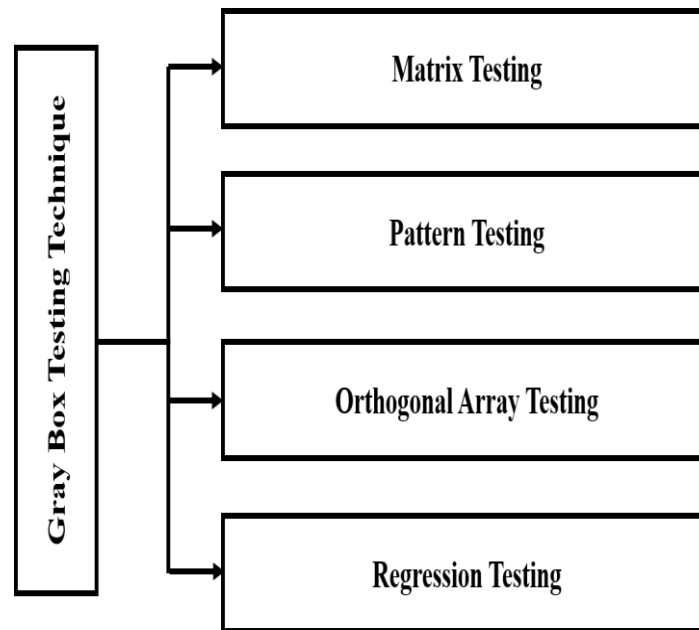 Gray Box Testing Technique
Matrix Testing
Pattern Testing
Orthogonal Array Testing
Regression Testing